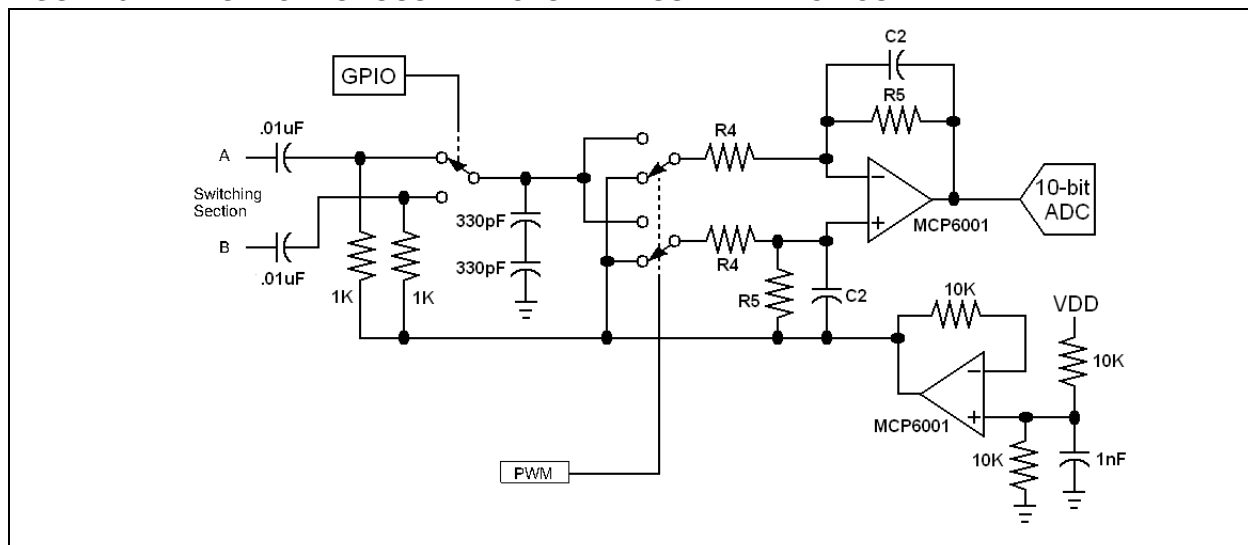 C2
GPIO
R5
.01uF
R4
A
Switching
Section
330pF
10-bit
ADC
MCP6001
B
330pF
R4
.01uF
R5
C2
1K
1K
10K
VDD
10K
MCP6001
10K
1nF
PWM